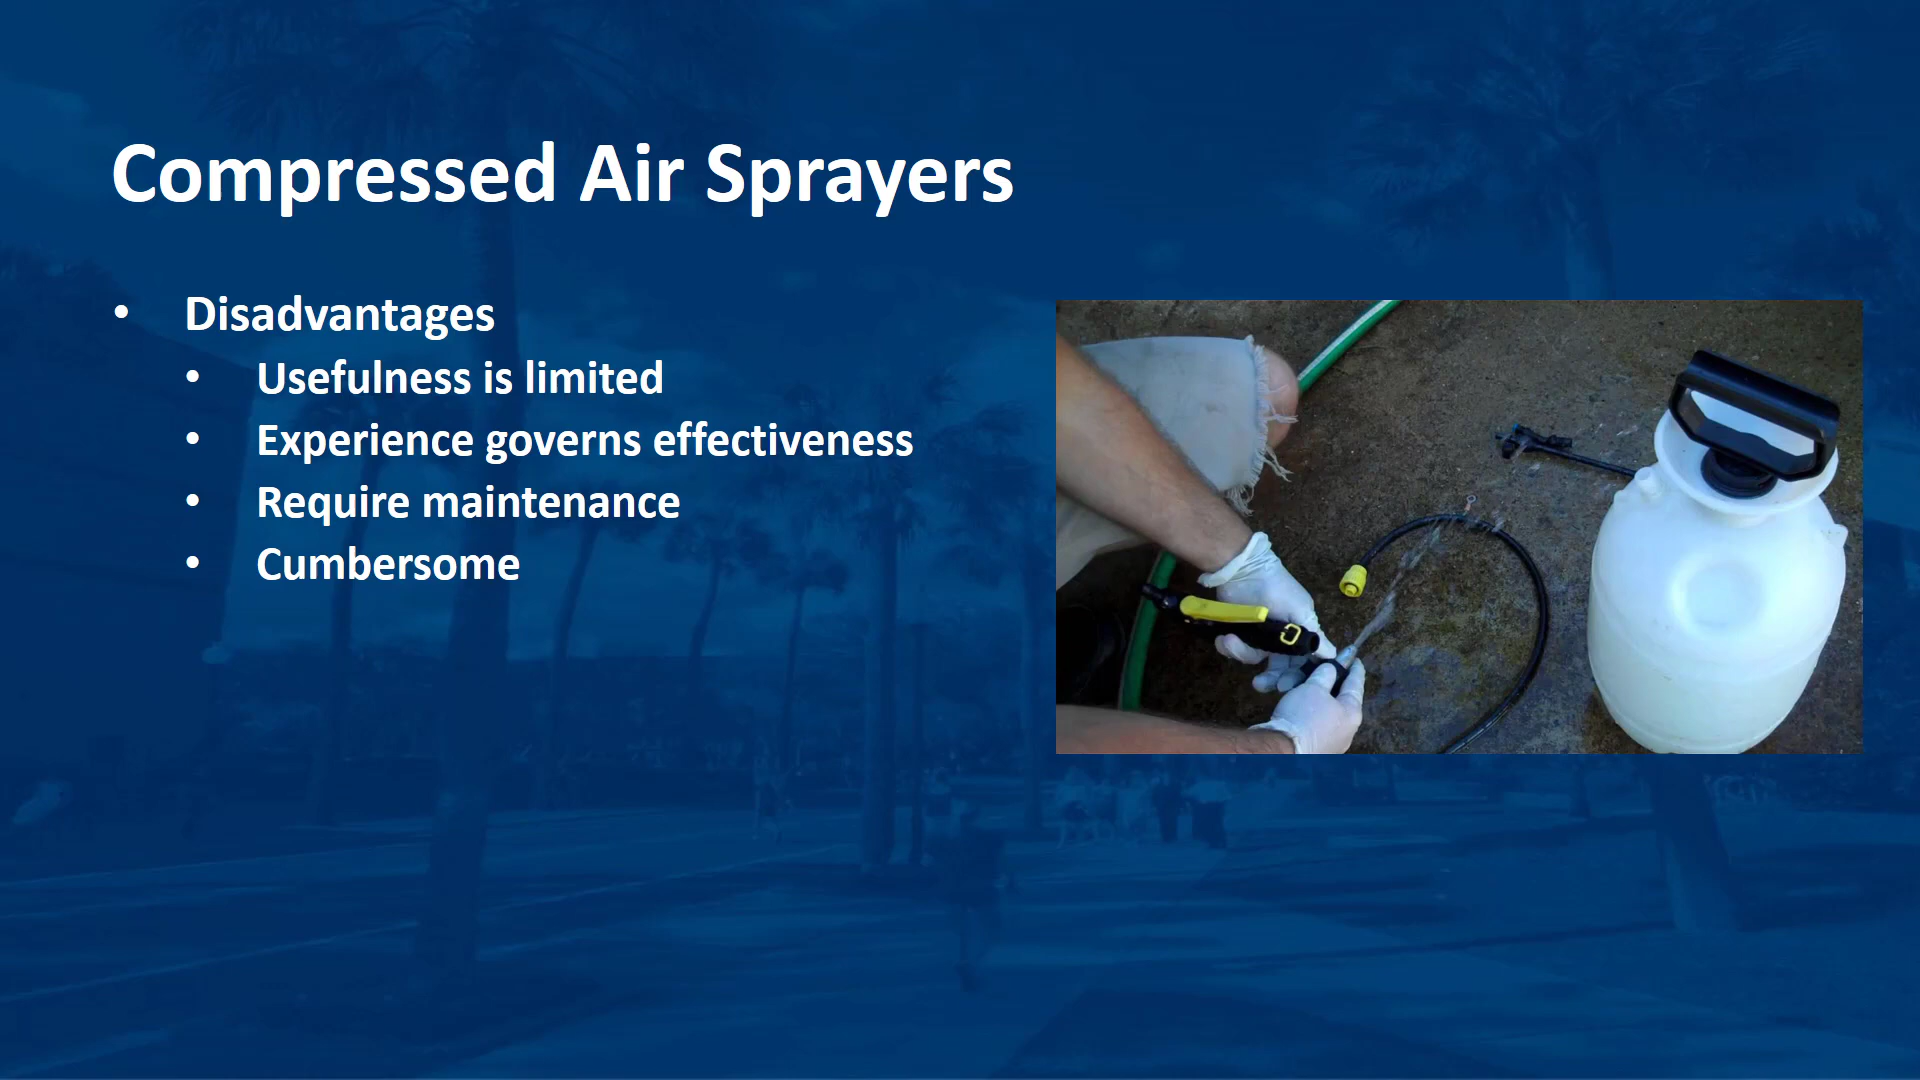 Compressed Air Sprayers
• Disadvantages
• Usefulness is limited
• Experience governs effectiveness
• Require maintenance
• Cumbersome